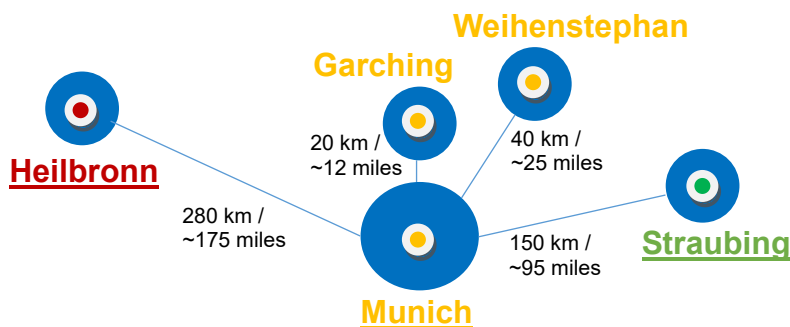 Weihenstephan
Garching
20 km /
~12 miles
40 km /
~25 miles
Heilbronn
280 km /
~175 miles
150 km /
~95 miles
Straubing
Munich